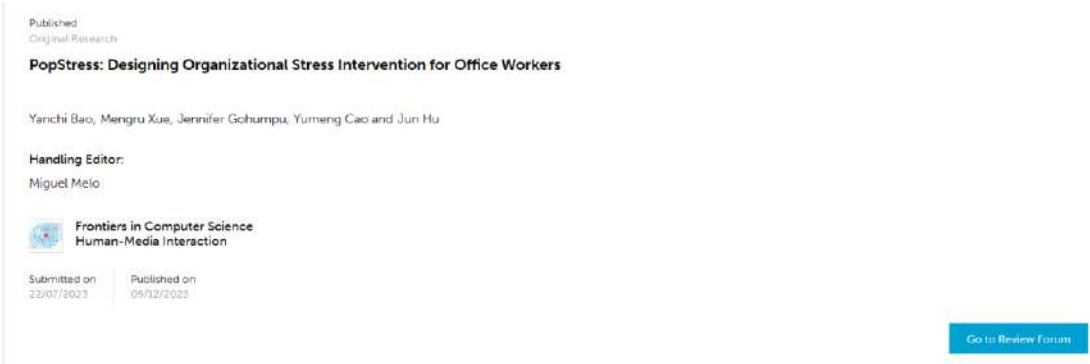 Published
Original Research
PopStress: Designing Organizational Stress Intervention for Office Workers
Yanchi Bao, Mengru Xue, Jennifer Gohumpu, Yumeng Cao and Jun Hu
Handling Editor:
Miguel Melo
Frontiers in Computer Science
Human-Media Interaction
Submitted on
22/07/2023
Published on
05/12/2023
Go to Review Forum